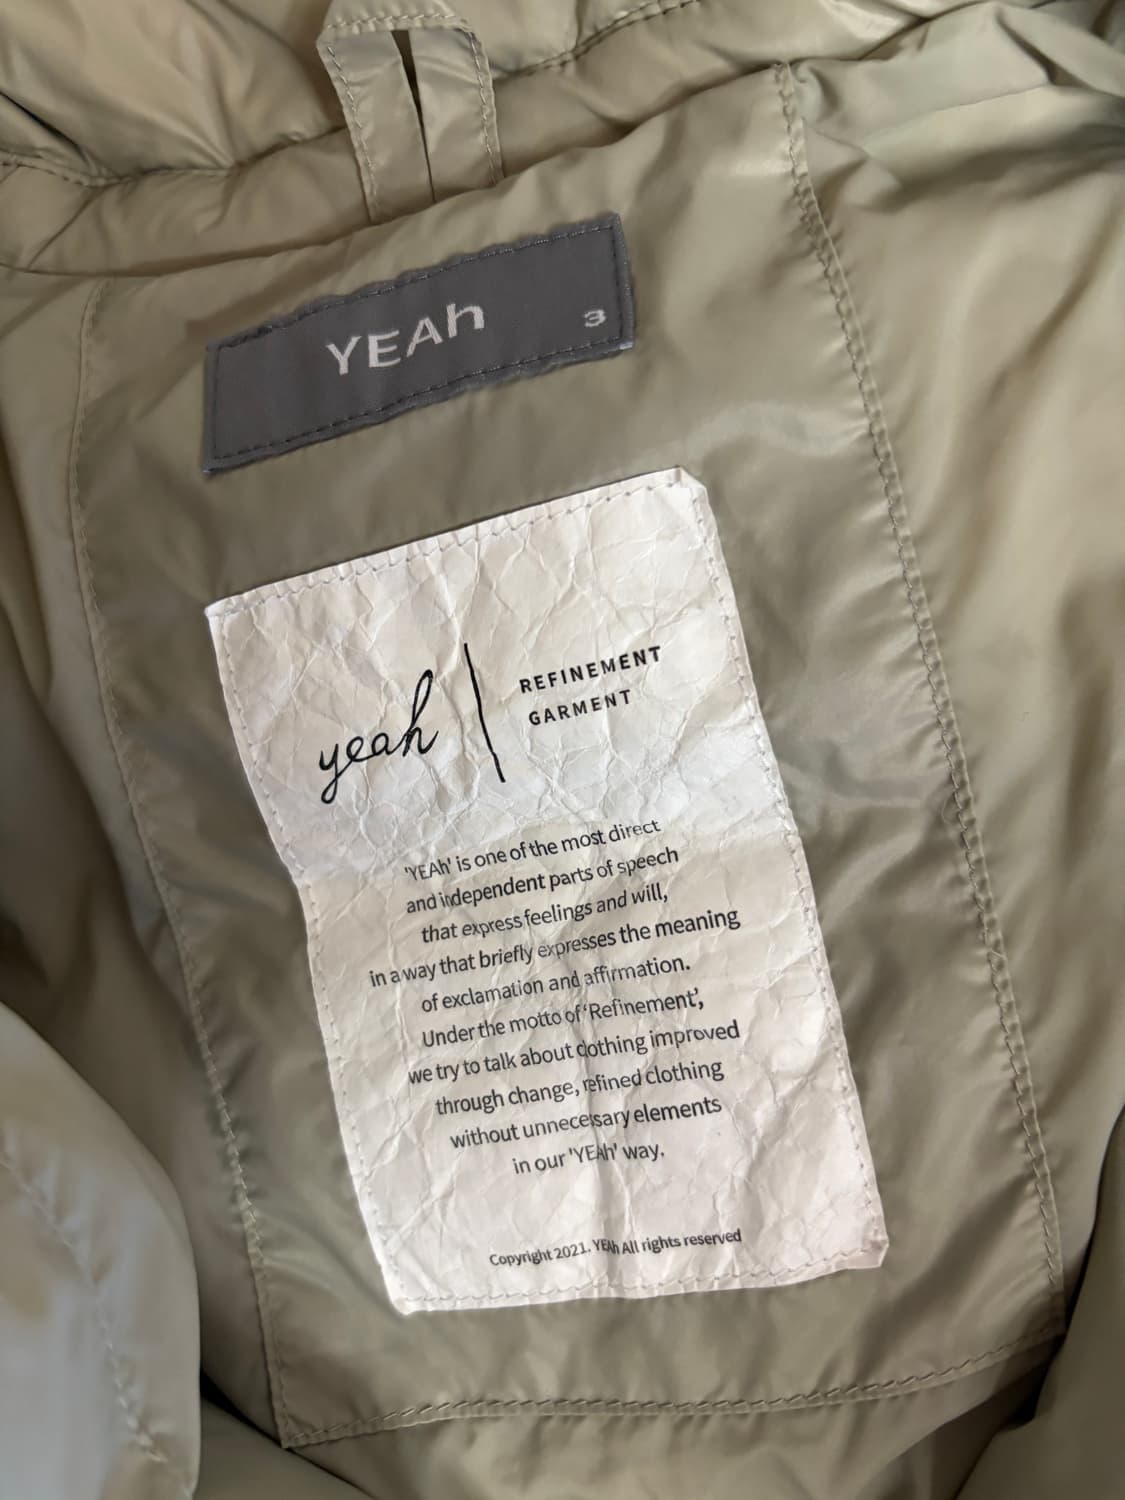 YEAh
3
yeah
REFINEMENT
GARMENT
'YEAh' is one of the most direct
and independent parts of speech
that express feelings and will,
in a way that briefly expresses the meaning
of exclamation and affirmation.
Under the motto of 'Refinement',
we try to talk about clothing improved
through change, refined clothing
without unnecessary elements
in our 'YEAh' way.
Copyright 2021. YEAh All rights reserved